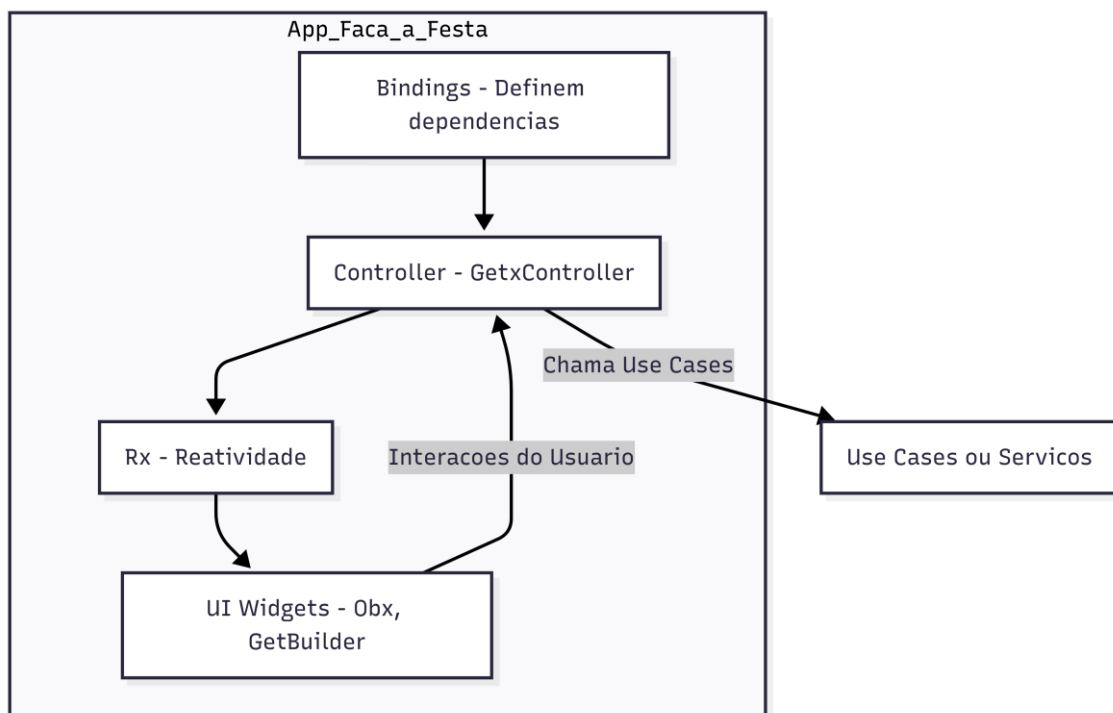 App_Faca_a_Festa
Bindings - Definem
dependencias
Controller - GetxController
Chama Use Cases
Rx - Reatividade
Interacoes do Usuario
Use Cases ou Servicos
UI Widgets - Obx,
GetBuilder